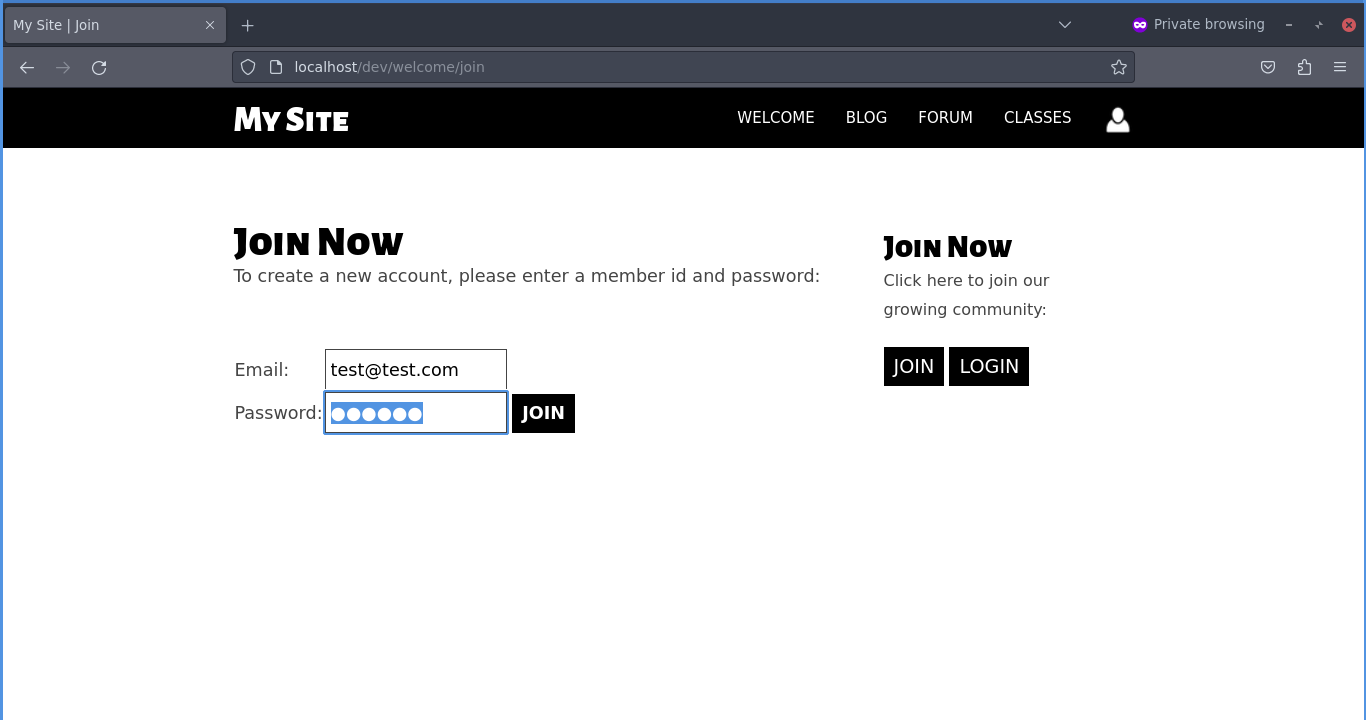 My Site | Join
Private browsing
localhost/dev/welcome/join
My Site
WELCOME BLOG FORUM CLASSES
Join Now
To create a new account, please enter a member id and password:
Email: test@test.com
Password: ●●●●●● JOIN
Join Now
Click here to join our
growing community:
JOIN LOGIN